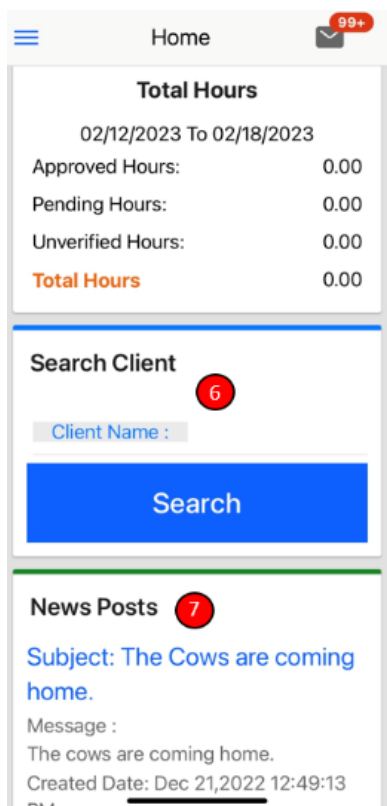 Home
99+
Total Hours
02/12/2023 To 02/18/2023
Approved Hours: 0.00
Pending Hours: 0.00
Unverified Hours: 0.00
Total Hours 0.00
Search Client
6
Client Name :
Search
News Posts 7
Subject: The Cows are coming
home.
Message :
The cows are coming home.
Created Date: Dec 21,2022 12:49:13
PM